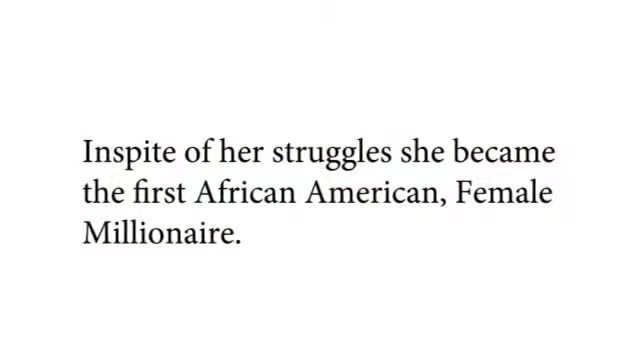 Inspite of her struggles she became
the first African American, Female
Millionaire.